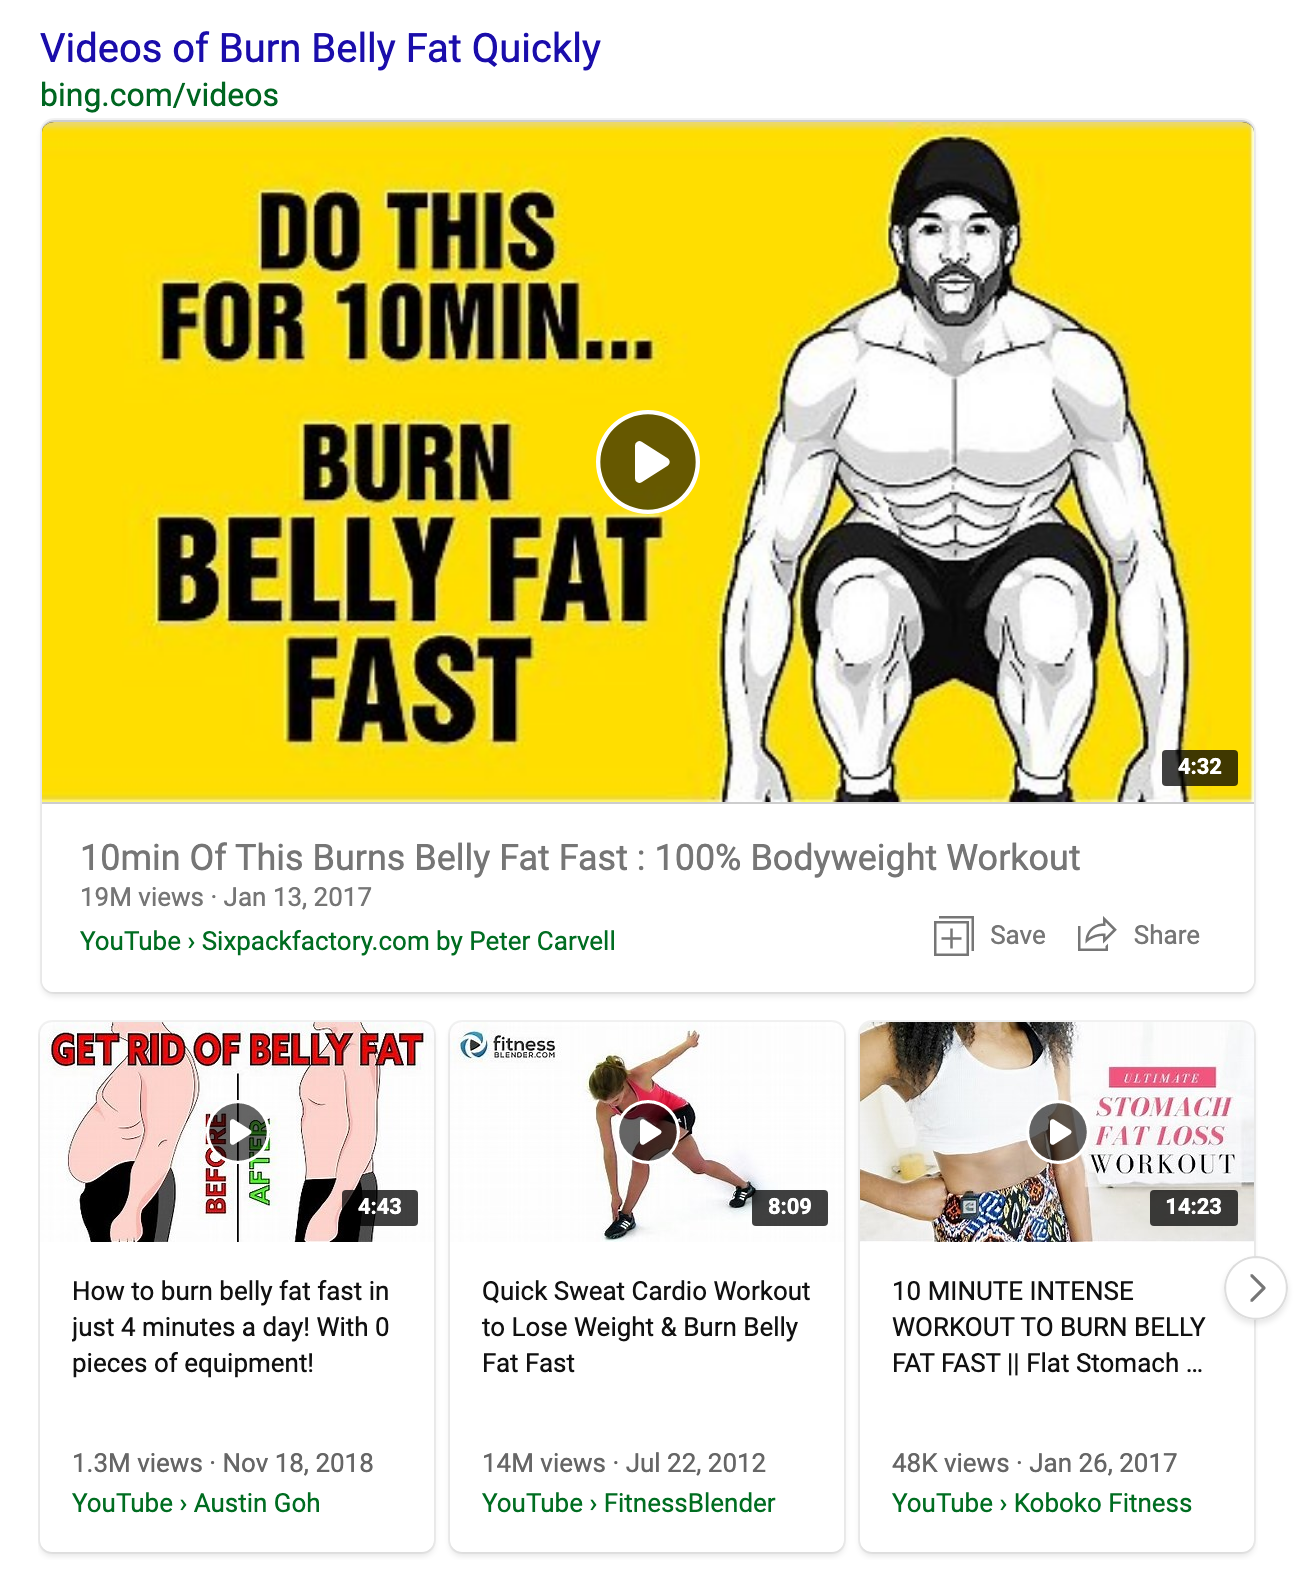 Videos of Burn Belly Fat Quickly
bing.com/videos
DO THIS
FOR 10MIN...
BURN
BELLY FAT
FAST
4:32
10min Of This Burns Belly Fat Fast : 100% Bodyweight Workout
19M views · Jan 13, 2017
YouTube › Sixpackfactory.com by Peter Carvell
Save
Share
GET RID OF BELLY FAT
BEFORE
AFTER
4:43
How to burn belly fat fast in
just 4 minutes a day! With 0
pieces of equipment!
1.3M views · Nov 18, 2018
YouTube › Austin Goh
fitness
BLENDER.COM
8:09
Quick Sweat Cardio Workout
to Lose Weight & Burn Belly
Fat Fast
14M views · Jul 22, 2012
YouTube › FitnessBlender
ULTIMATE
STOMACH
FAT LOSS
WORKOUT
14:23
10 MINUTE INTENSE
WORKOUT TO BURN BELLY
FAT FAST || Flat Stomach ...
48K views · Jan 26, 2017
YouTube › Koboko Fitness